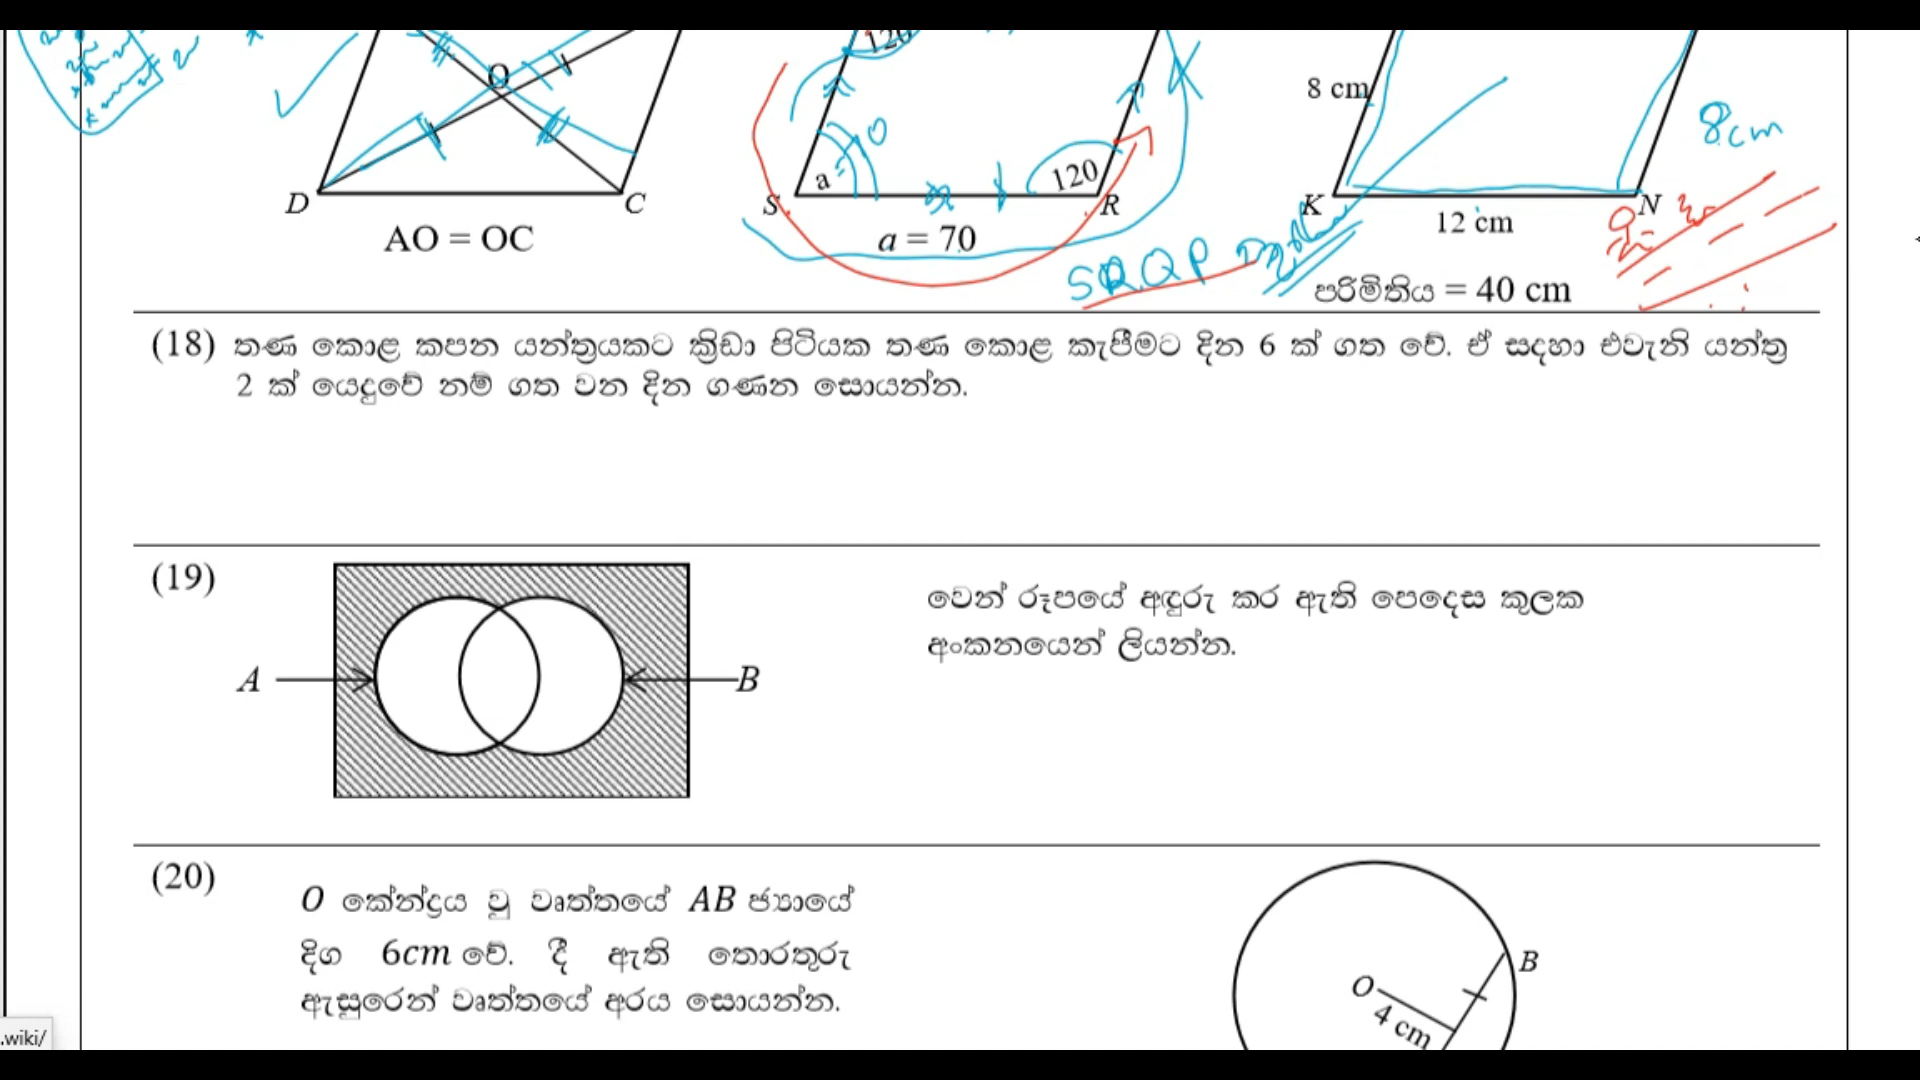 120
O
8 cm
8cm
O
a
120
D
C
S
R
K
N
12 cm
AO = OC
a = 70
SRQP
පරිමිතිය = 40 cm
(18) තණ කොළ කපන යන්ත්‍රයකට ක්‍රිඩා පිටියක තණ කොළ කැපීමට දින 6 ක් ගත වේ. ඒ සදහා එවැනි යන්ත්‍ර
2 ක් යෙදුවේ නම් ගත වන දින ගණන සොයන්න.
(19)
වෙන් රූපයේ අඳුරු කර ඇති පෙදෙස කුලක
අංකනයෙන් ලියන්න.
A
B
(20)
O කේන්ද්‍රය වු වෘත්තයේ AB ජ්‍යායේ
දිග 6cm වේ. දී ඇති තොරතුරු
ඇසුරෙන් වෘත්තයේ අරය සොයන්න.
B
O
4 cm
.wiki/